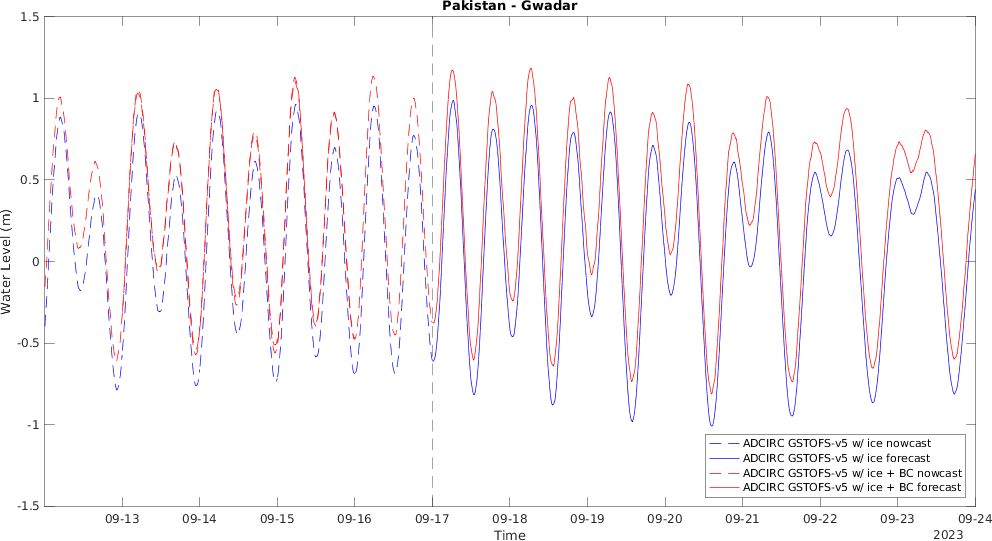 Pakistan - Gwadar
1.5
1
0.5
0
-0.5
-1
-1.5
Water Level (m)
ADCIRC GSTOFS-v5 w/ ice nowcast
ADCIRC GSTOFS-v5 w/ ice forecast
ADCIRC GSTOFS-v5 w/ ice + BC nowcast
ADCIRC GSTOFS-v5 w/ ice + BC forecast
09-13 09-14 09-15 09-16 09-17 09-18 09-19 09-20 09-21 09-22 09-23 09-24
Time
2023